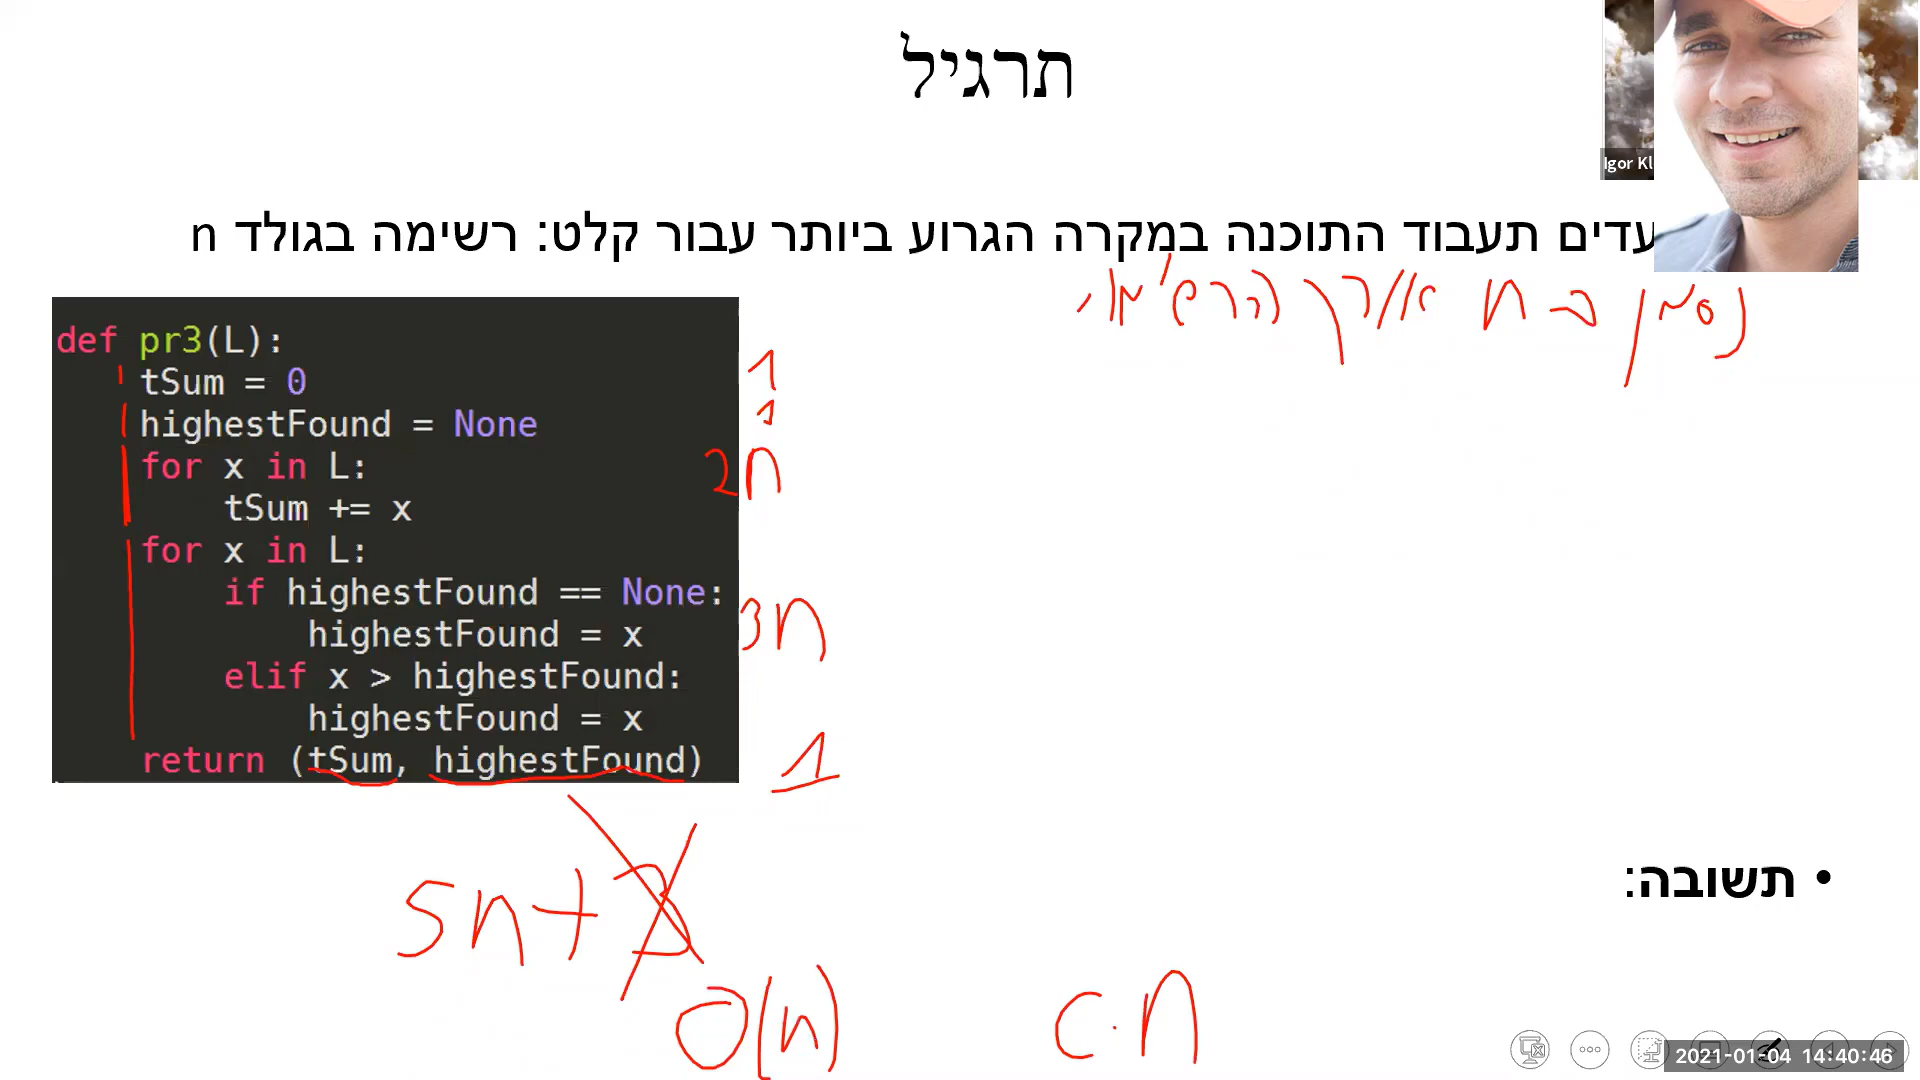 תרגיל
Igor Kl
עדים תעבוד התוכנה במקרה הגרוע ביותר עבור קלט: רשימה בגולד n
נסמן ב n אורך הרשימה
def pr3(L):
tSum = 0 1
highestFound = None 1
for x in L: 2n
tSum += x
for x in L:
if highestFound == None:
highestFound = x 3n
elif x > highestFound:
highestFound = x
return (tSum, highestFound) 1
• תשובה:
5n+3
O(n) c·n
2021-01-04 14:40:46